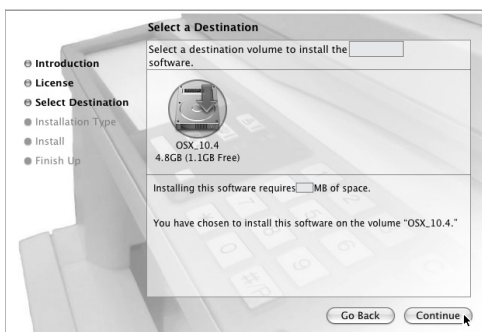 Select a Destination
Introduction
License
Select Destination
Installation Type
Install
Finish Up
Select a destination volume to install the
software.
OSX_10.4
4.8GB (1.1GB Free)
Installing this software requires MB of space.
You have chosen to install this software on the volume “OSX_10.4.”
Go Back
Continue